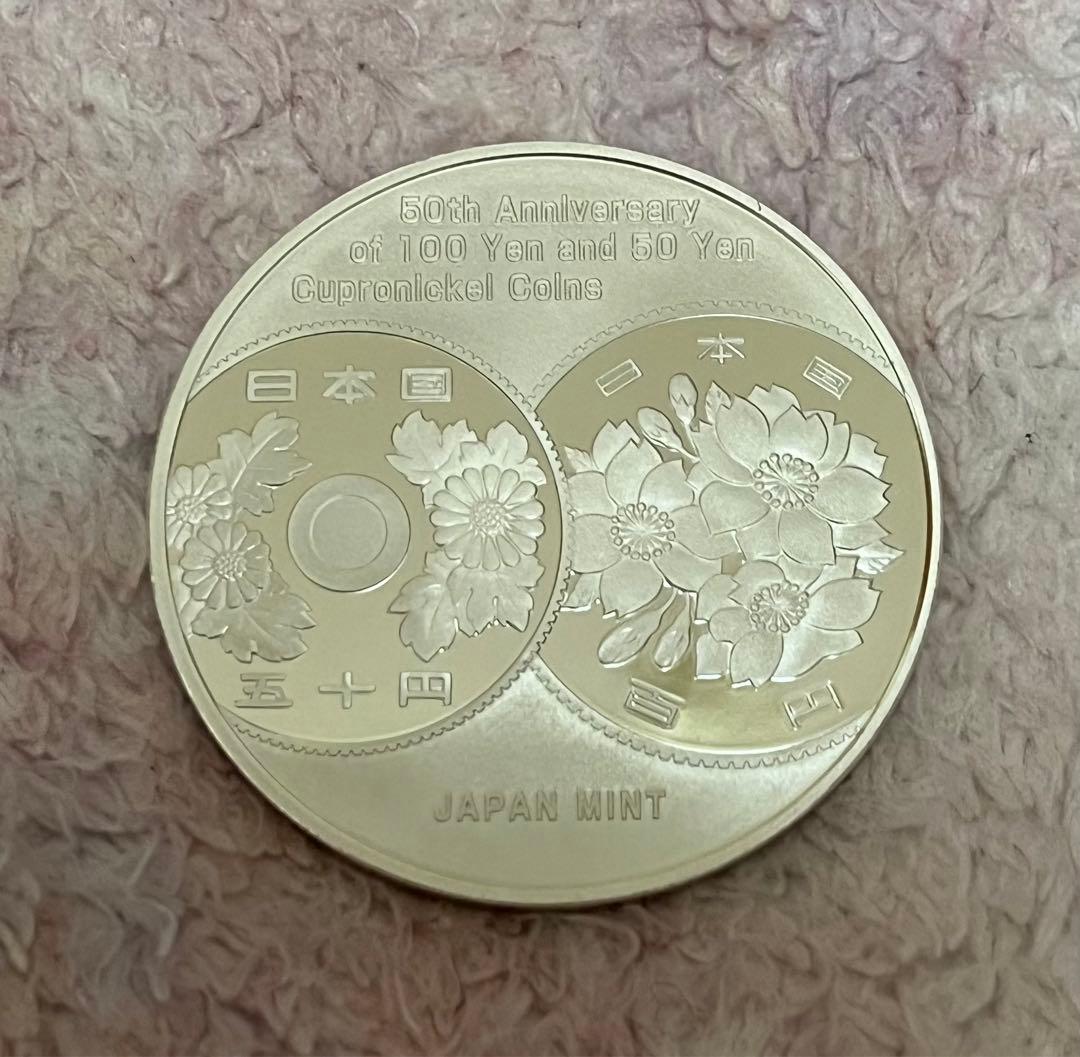 50th Anniversary
of 100 Yen and 50 Yen
Cupronickel Coins
日本国
五十円
日本国
百円
JAPAN MINT